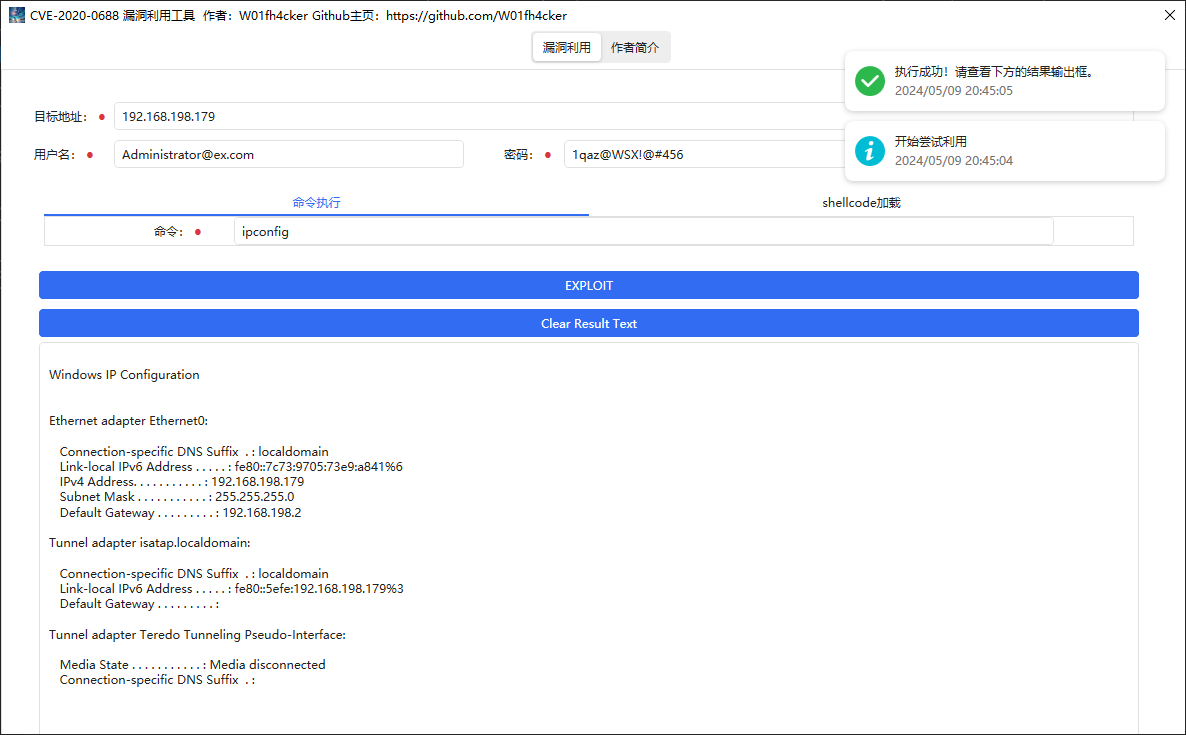 CVE-2020-0688 漏洞利用工具 作者：W01fh4cker Github主页：https://github.com/W01fh4cker
漏洞利用 作者简介
执行成功！请查看下方的结果输出框。
2024/05/09 20:45:05
开始尝试利用
2024/05/09 20:45:04
目标地址： 192.168.198.179
用户名： Administrator@ex.com 密码： 1qaz@WSX!@#456
命令执行 shellcode加载
命令： ipconfig
EXPLOIT
Clear Result Text
Windows IP Configuration
Ethernet adapter Ethernet0:
Connection-specific DNS Suffix . : localdomain
Link-local IPv6 Address . . . . . : fe80::7c73:9705:73e9:a841%6
IPv4 Address. . . . . . . . . . . : 192.168.198.179
Subnet Mask . . . . . . . . . . . : 255.255.255.0
Default Gateway . . . . . . . . . : 192.168.198.2
Tunnel adapter isatap.localdomain:
Connection-specific DNS Suffix . : localdomain
Link-local IPv6 Address . . . . . : fe80::5efe:192.168.198.179%3
Default Gateway . . . . . . . . . :
Tunnel adapter Teredo Tunneling Pseudo-Interface:
Media State . . . . . . . . . . . : Media disconnected
Connection-specific DNS Suffix . :